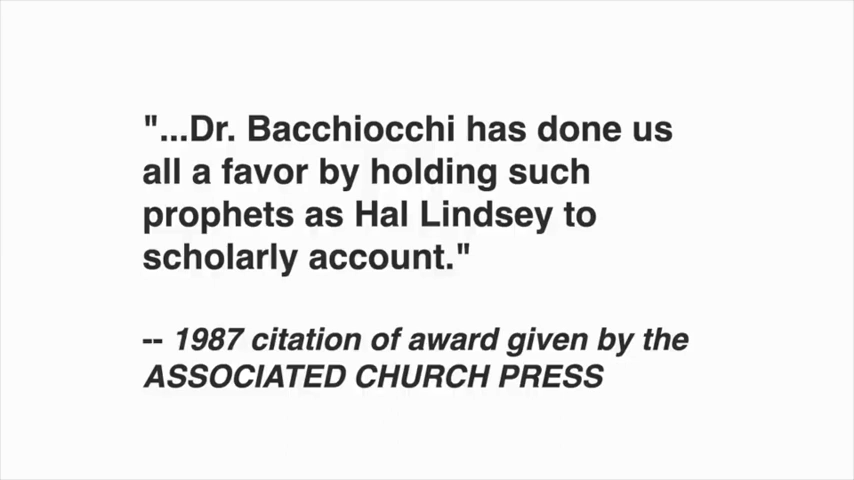 "...Dr. Bacchiocchi has done us
all a favor by holding such
prophets as Hal Lindsey to
scholarly account."
-- 1987 citation of award given by the
ASSOCIATED CHURCH PRESS